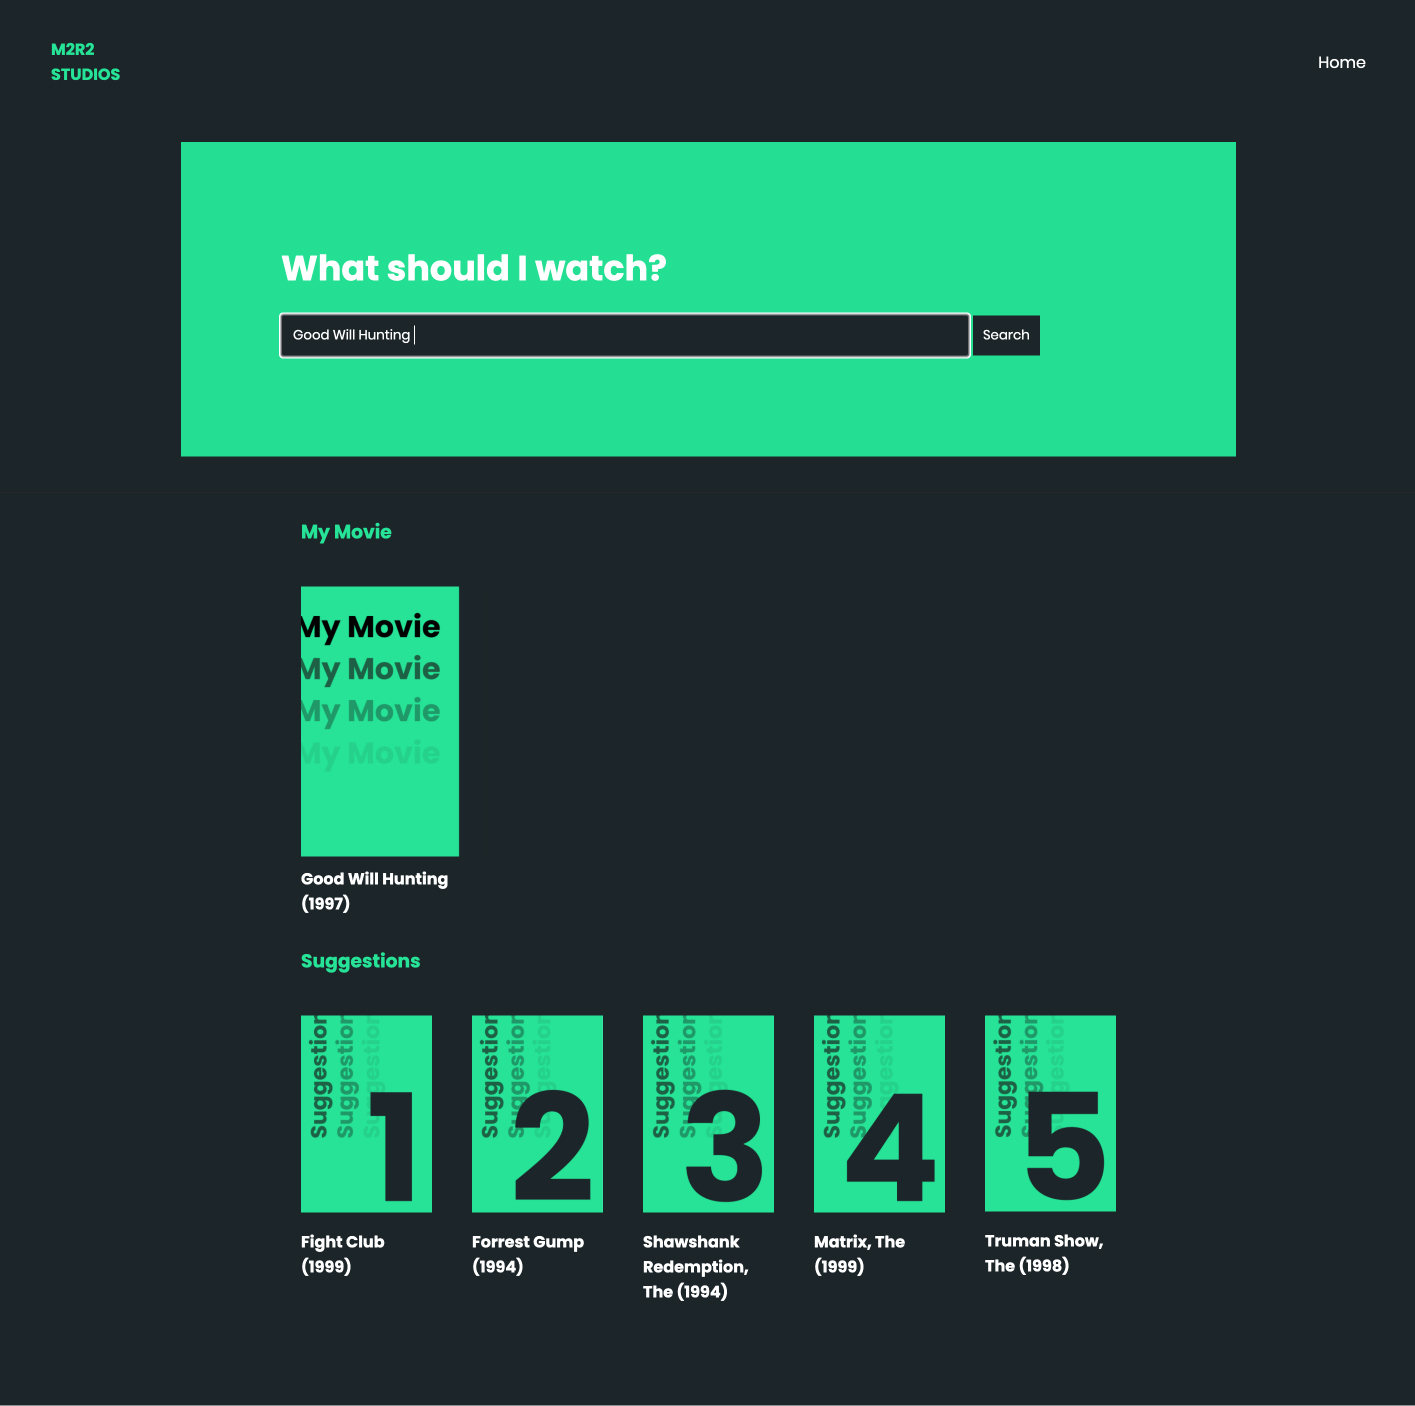 M2R2
STUDIOS
Home
What should I watch?
Good Will Hunting
Search
My Movie
My Movie
My Movie
My Movie
My Movie
Good Will Hunting
(1997)
Suggestions
Suggestion
Suggestion
Suggestion
1
Suggestion
Suggestion
Suggestion
2
Suggestion
Suggestion
Suggestion
3
Suggestion
Suggestion
Suggestion
4
Suggestion
Suggestion
Suggestion
5
Fight Club
(1999)
Forrest Gump
(1994)
Shawshank
Redemption,
The (1994)
Matrix, The
(1999)
Truman Show,
The (1998)